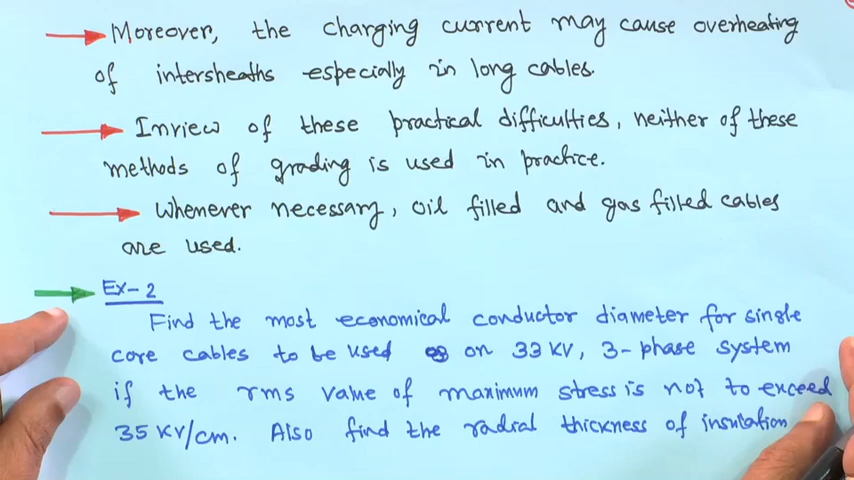 Moreover, the charging current may cause overheating
of intersheaths especially in long cables.
Inview of these practical difficulties, neither of these
methods of grading is used in practice.
Whenever necessary, oil filled and gas filled cables
are used.
Ex-2
Find the most economical conductor diameter for single
core cables to be used on 33 KV, 3-phase system
if the rms value of maximum stress is not to exceed
35 KV/cm. Also find the radial thickness of insulation